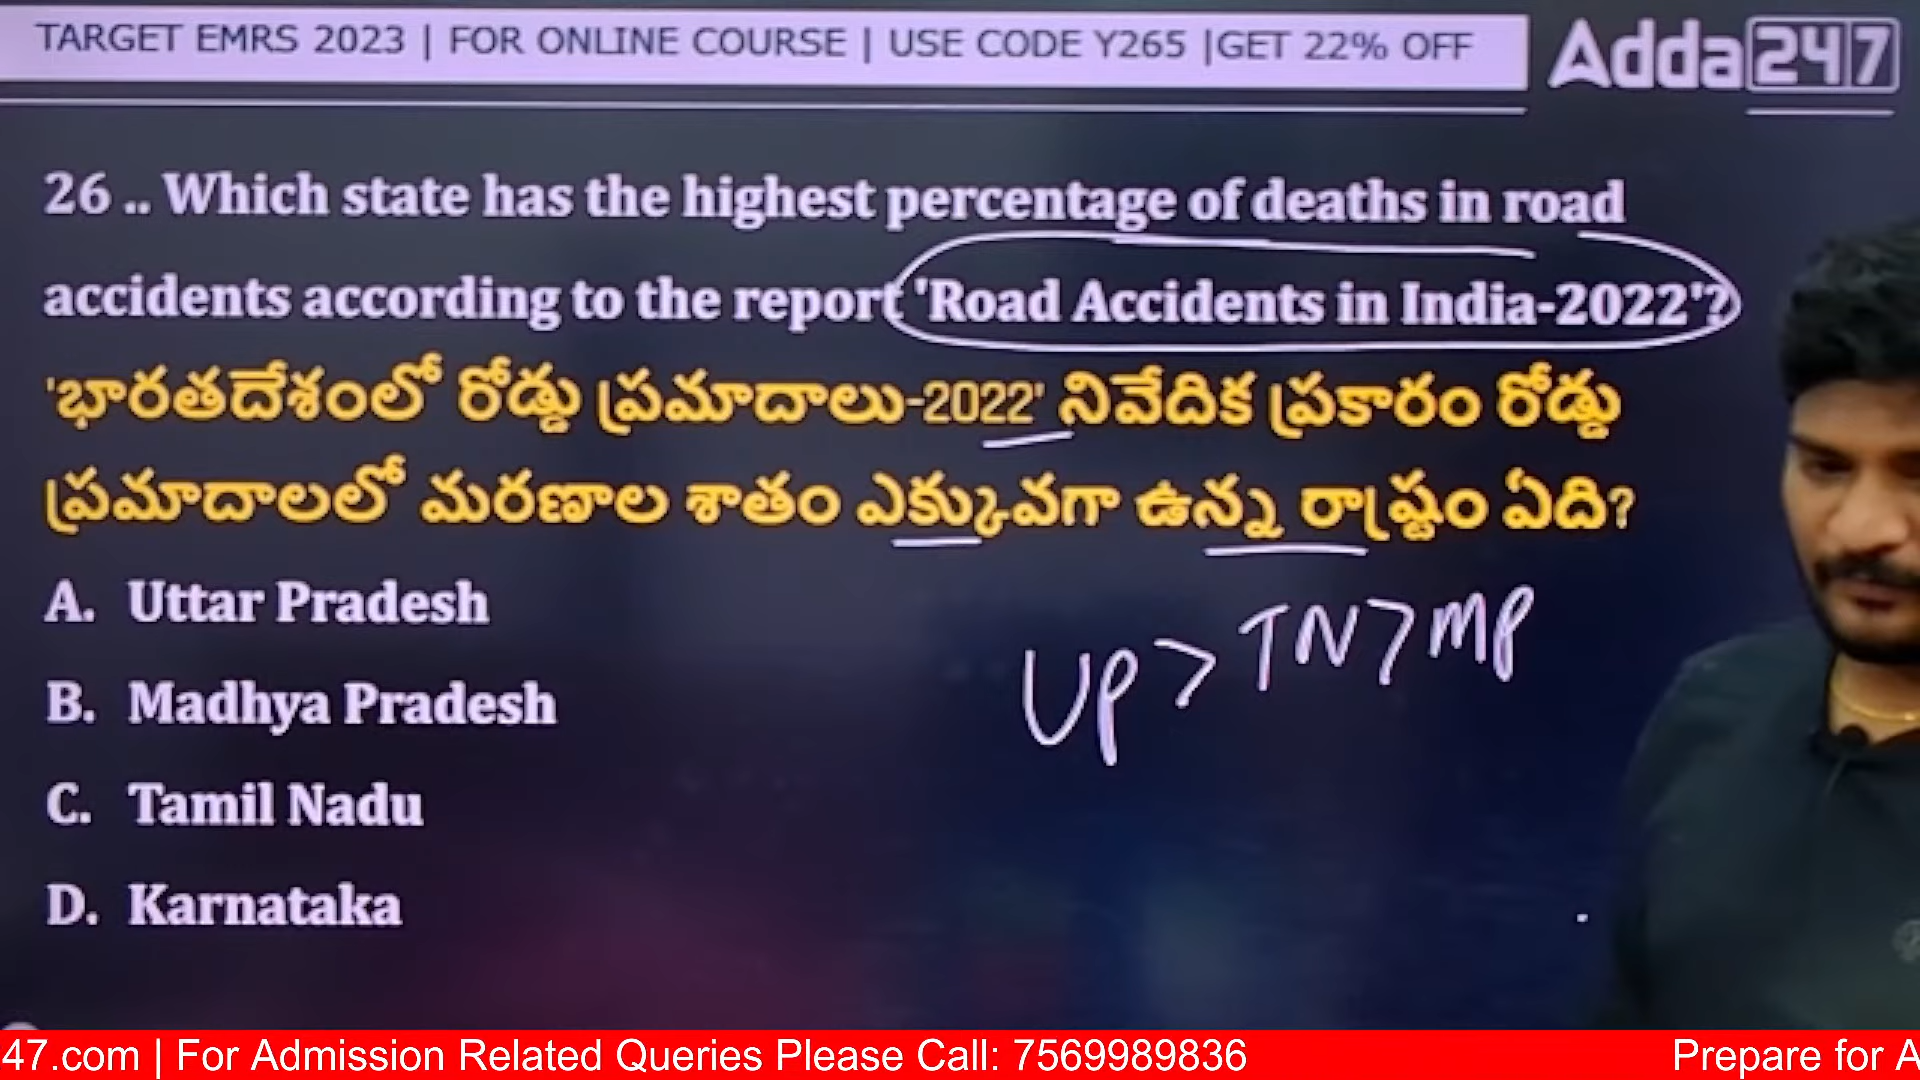 TARGET EMRS 2023 | FOR ONLINE COURSE | USE CODE Y265 |GET 22% OFF
Adda247
26 .. Which state has the highest percentage of deaths in road
accidents according to the report 'Road Accidents in India-2022'?
'భారతదేశంలో రోడ్డు ప్రమాదాలు-2022' నివేదిక ప్రకారం రోడ్డు
ప్రమాదాలలో మరణాల శాతం ఎక్కువగా ఉన్న రాష్ట్రం ఏది?
A. Uttar Pradesh
UP > TN > MP
B. Madhya Pradesh
C. Tamil Nadu
D. Karnataka
47.com | For Admission Related Queries Please Call: 7569989836
Prepare for A